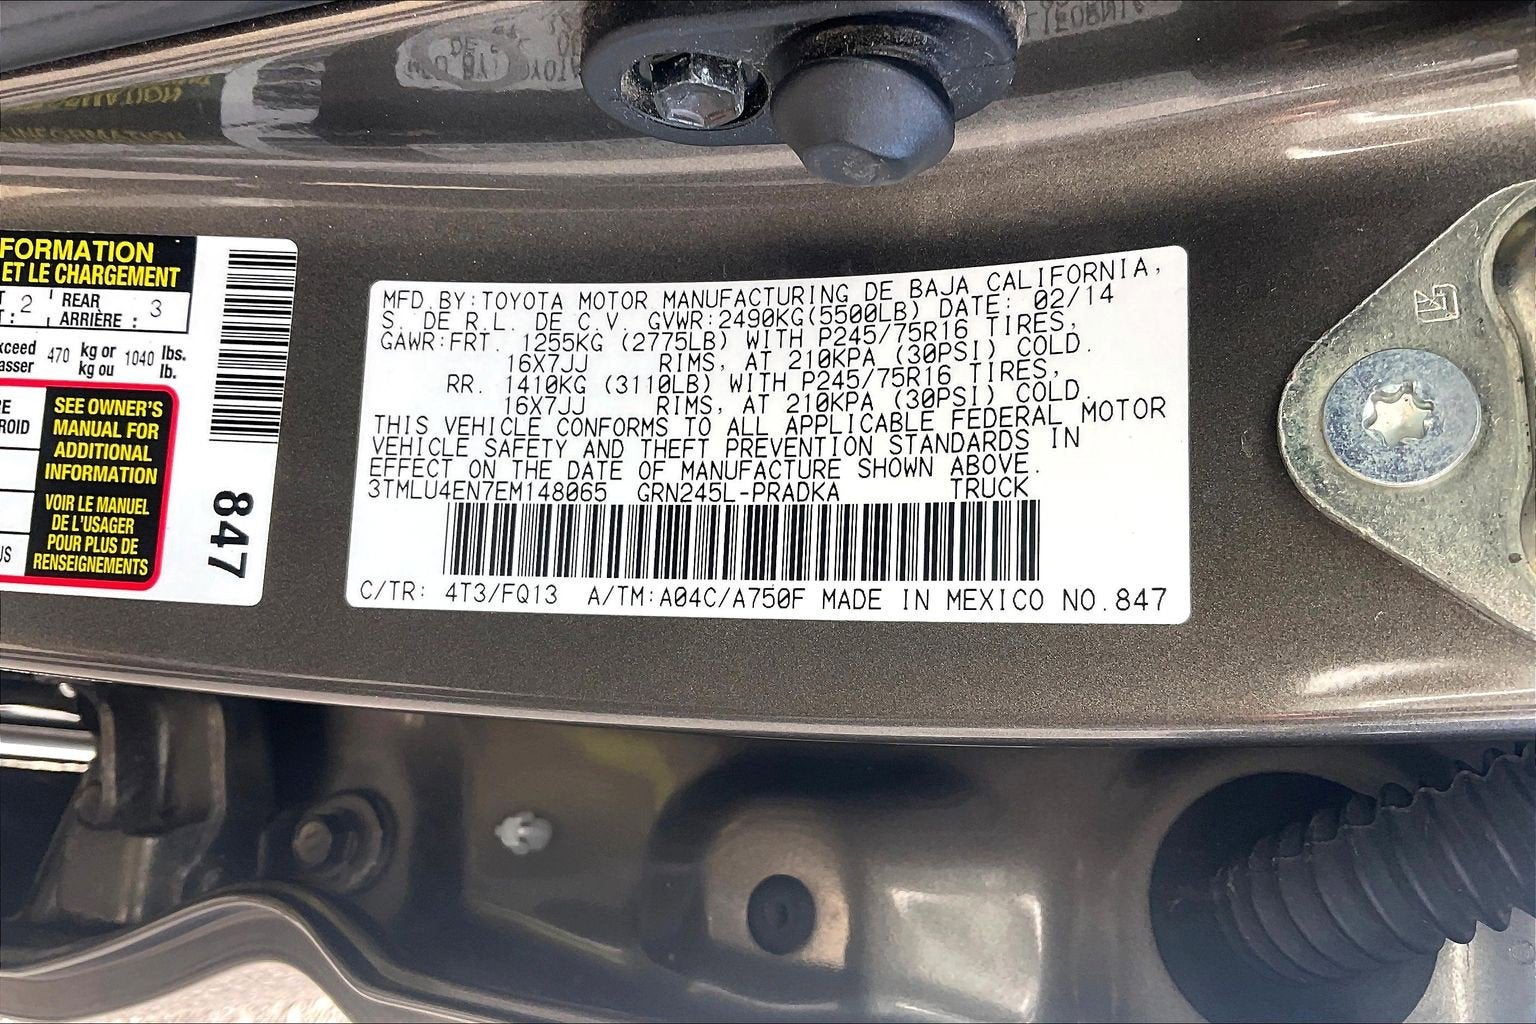 FORMATION
ET LE CHARGEMENT
2 REAR 3
: ARRIÈRE :
xceed 470 kg or 1040 lbs.
asser kg ou lb.
SEE OWNER'S
MANUAL FOR
ADDITIONAL
INFORMATION
VOIR LE MANUEL
DE L'USAGER
POUR PLUS DE
RENSEIGNEMENTS
ROID
US
847
MFD.BY:TOYOTA MOTOR MANUFACTURING DE BAJA CALIFORNIA,
S. DE R.L. DE C.V. GVWR:2490KG(5500LB) DATE: 02/14
GAWR:FRT. 1255KG (2775LB) WITH P245/75R16 TIRES,
16X7JJ RIMS, AT 210KPA (30PSI) COLD.
RR. 1410KG (3110LB) WITH P245/75R16 TIRES,
16X7JJ RIMS, AT 210KPA (30PSI) COLD.
THIS VEHICLE CONFORMS TO ALL APPLICABLE FEDERAL MOTOR
VEHICLE SAFETY AND THEFT PREVENTION STANDARDS IN
EFFECT ON THE DATE OF MANUFACTURE SHOWN ABOVE.
3TMLU4EN7EM148065 GRN245L-PRADKA TRUCK
C/TR: 4T3/FQ13 A/TM:A04C/A750F MADE IN MEXICO NO.847